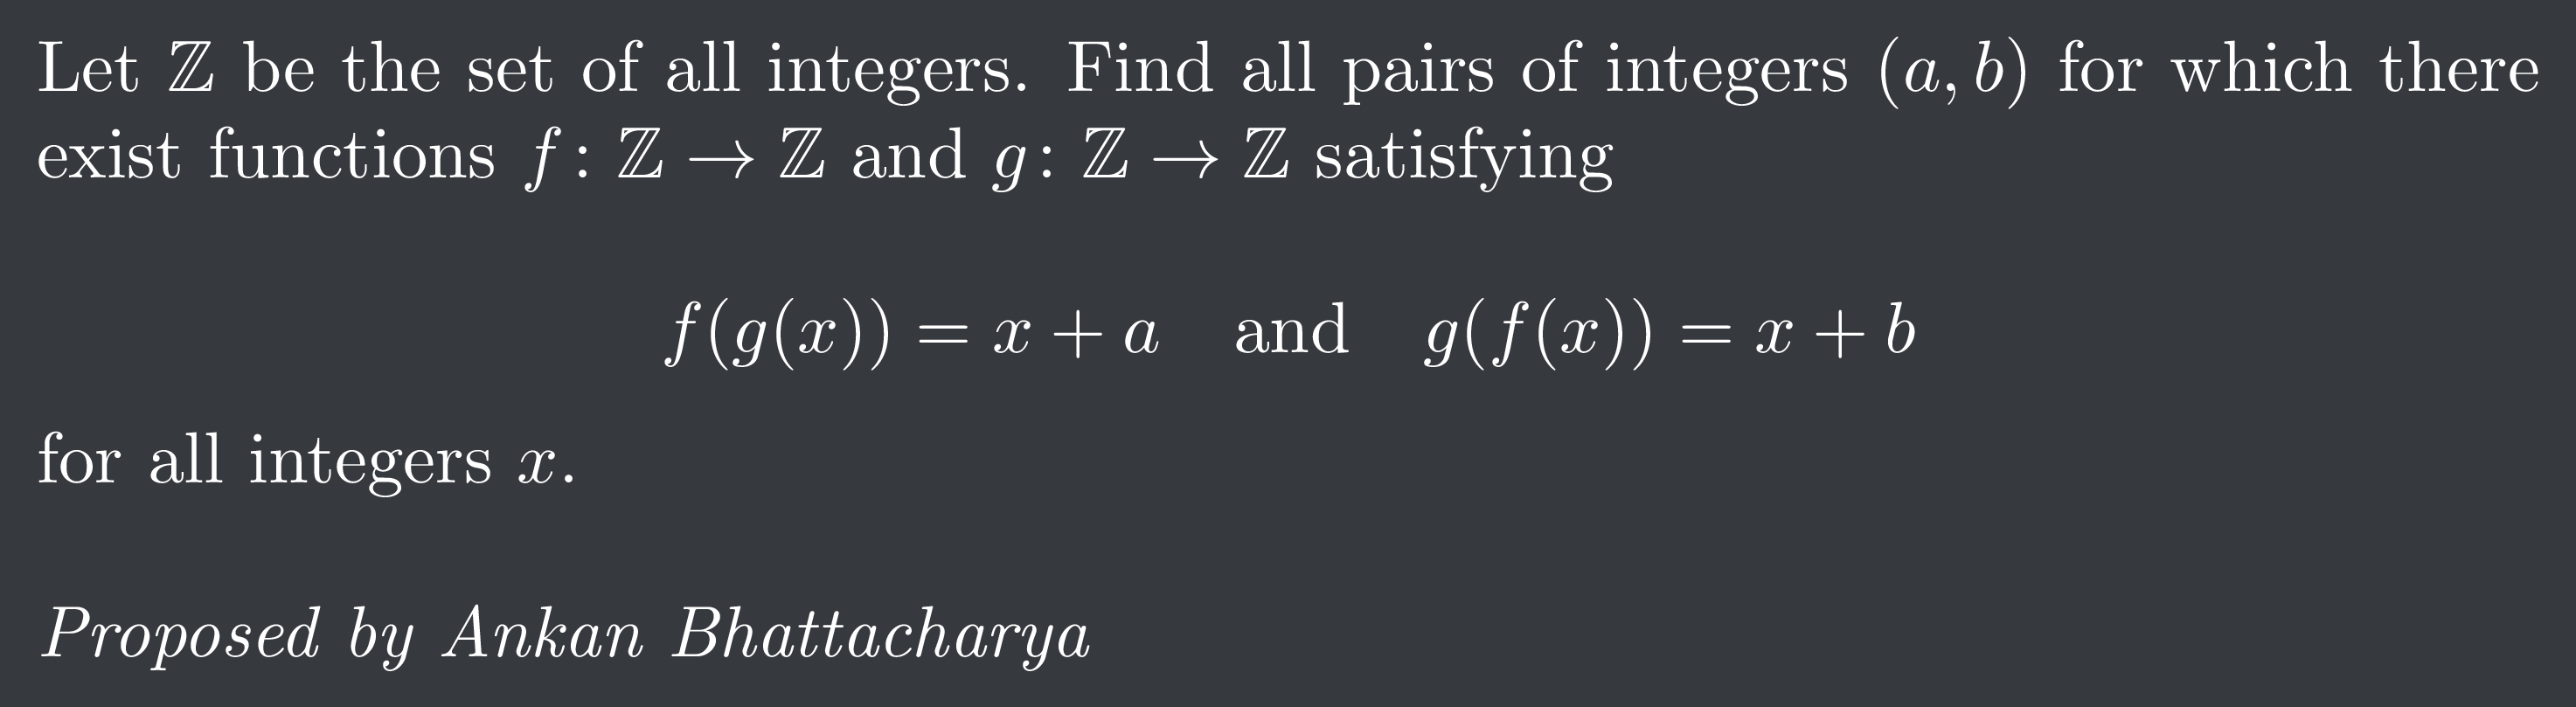 Let ℤ be the set of all integers. Find all pairs of integers (a, b) for which there
exist functions f : ℤ → ℤ and g : ℤ → ℤ satisfying
f(g(x)) = x + a and g(f(x)) = x + b
for all integers x.
Proposed by Ankan Bhattacharya